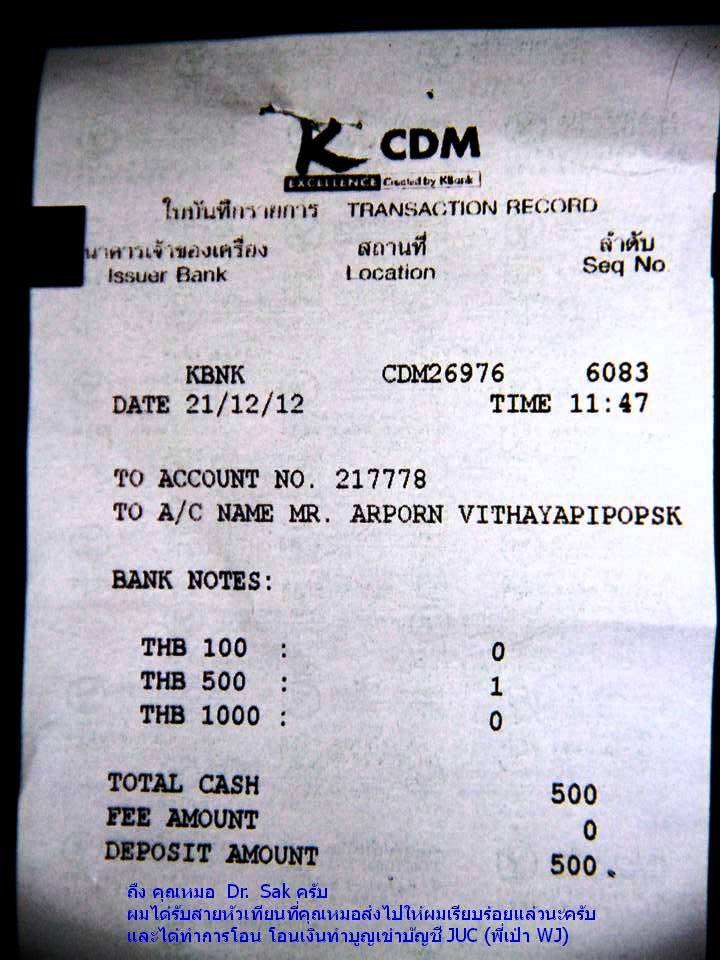 K CDM
EXCELLENCE Created by KBank
ใบบันทึกรายการ TRANSACTION RECORD
นาคารเจ้าของเครื่อง สถานที่ ลำดับ
Issuer Bank Location Seq No
KBNK CDM26976 6083
DATE 21/12/12 TIME 11:47
TO ACCOUNT NO. 217778
TO A/C NAME MR. ARPORN VITHAYAPIPOPSK
BANK NOTES:
THB 100 : 0
THB 500 : 1
THB 1000 : 0
TOTAL CASH 500
FEE AMOUNT 0
DEPOSIT AMOUNT 500
ถึง คุณหมอ Dr. Sak ครับ
ผมได้รับสายหัวเทียนที่คุณหมอส่งไปให้ผมเรียบร้อยแล้วนะครับ
และได้ทำการโอน โอนเงินทำบูญเข้าบัญชี JUC (พี่เป่า WJ)